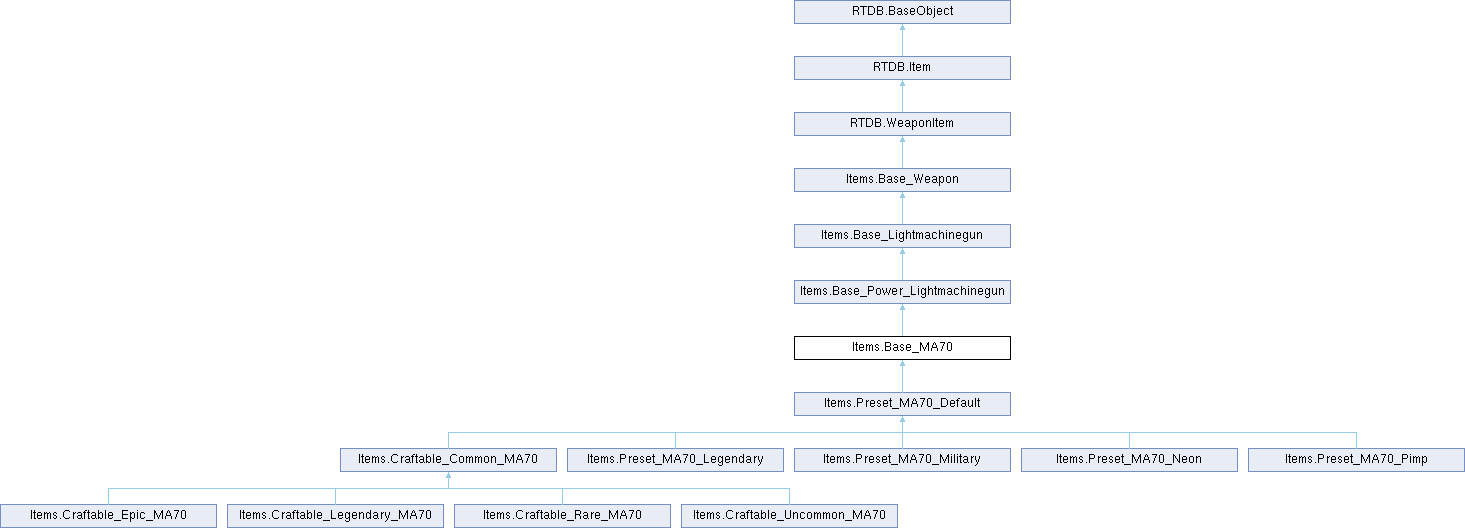 RTDB.BaseObject
RTDB.Item
RTDB.WeaponItem
Items.Base_Weapon
Items.Base_Lightmachinegun
Items.Base_Power_Lightmachinegun
Items.Base_MA70
Items.Preset_MA70_Default
Items.Craftable_Common_MA70 Items.Preset_MA70_Legendary Items.Preset_MA70_Military Items.Preset_MA70_Neon Items.Preset_MA70_Pimp
Items.Craftable_Epic_MA70 Items.Craftable_Legendary_MA70 Items.Craftable_Rare_MA70 Items.Craftable_Uncommon_MA70